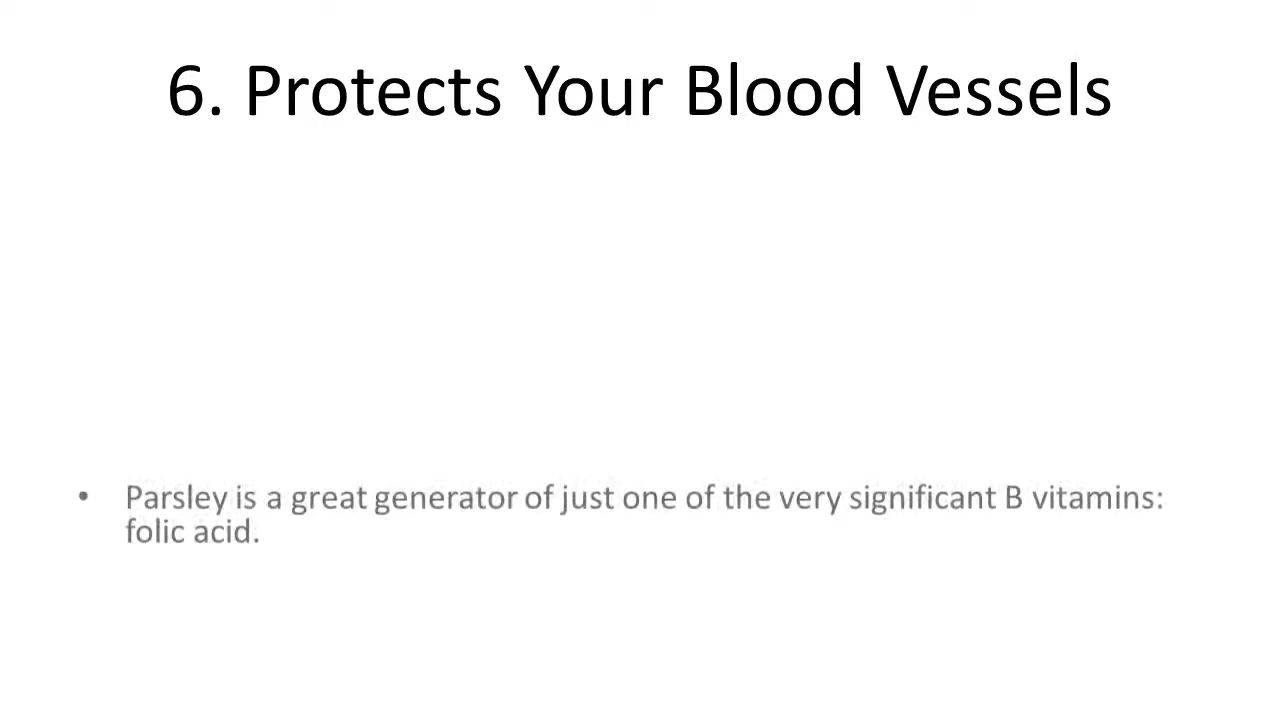 6. Protects Your Blood Vessels
• Parsley is a great generator of just one of the very significant B vitamins:
folic acid.